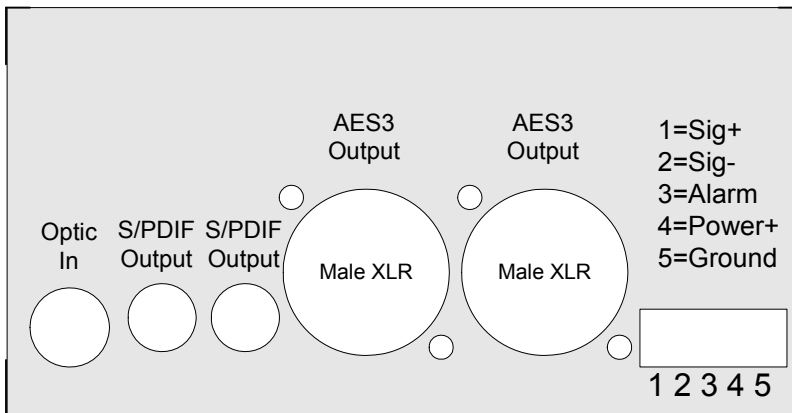 Optic
In
S/PDIF
Output
S/PDIF
Output
AES3
Output
Male XLR
AES3
Output
Male XLR
1=Sig+
2=Sig-
3=Alarm
4=Power+
5=Ground
1 2 3 4 5